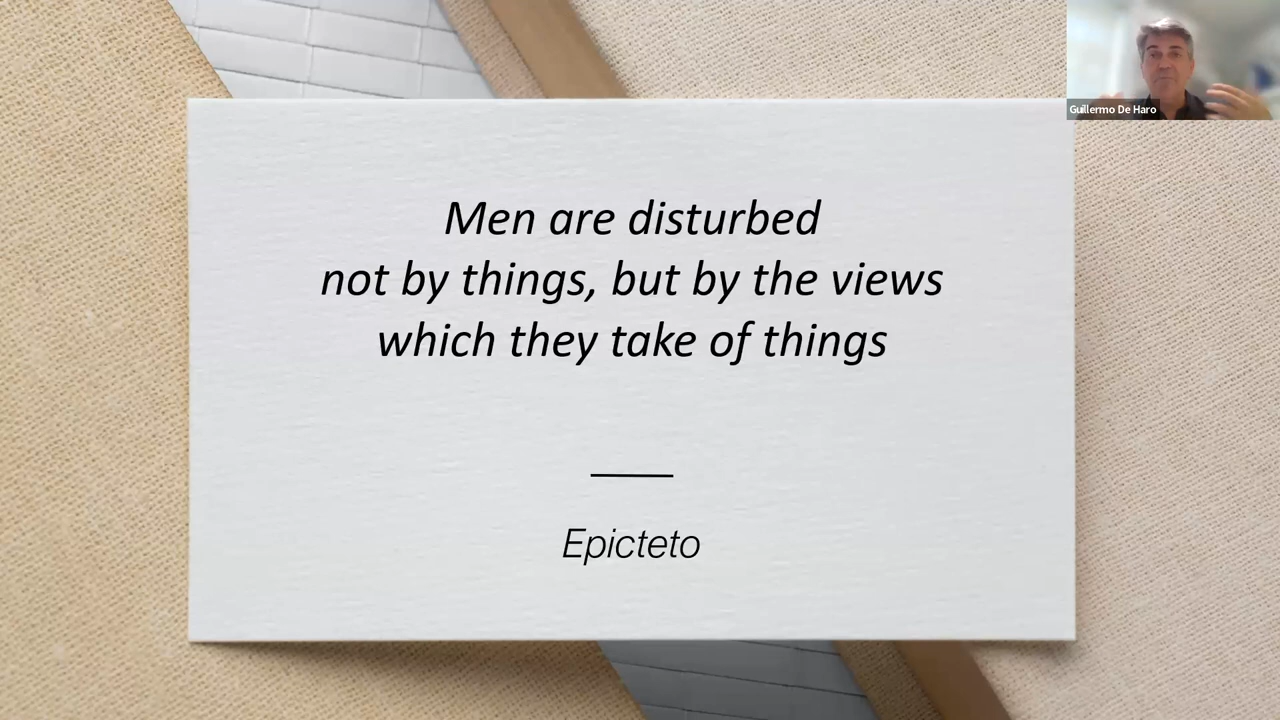 Men are disturbed
not by things, but by the views
which they take of things
Epicteto
Guillermo De Haro